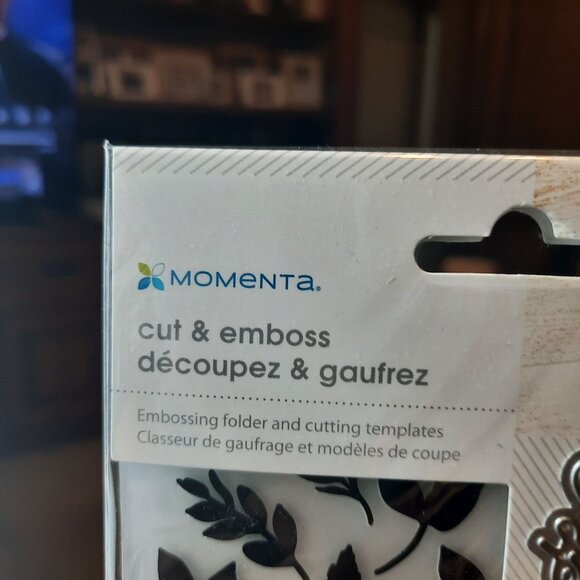 MOMENTA®
cut & emboss
découpez & gaufrez
Embossing folder and cutting templates
Classeur de gaufrage et modèles de coupe